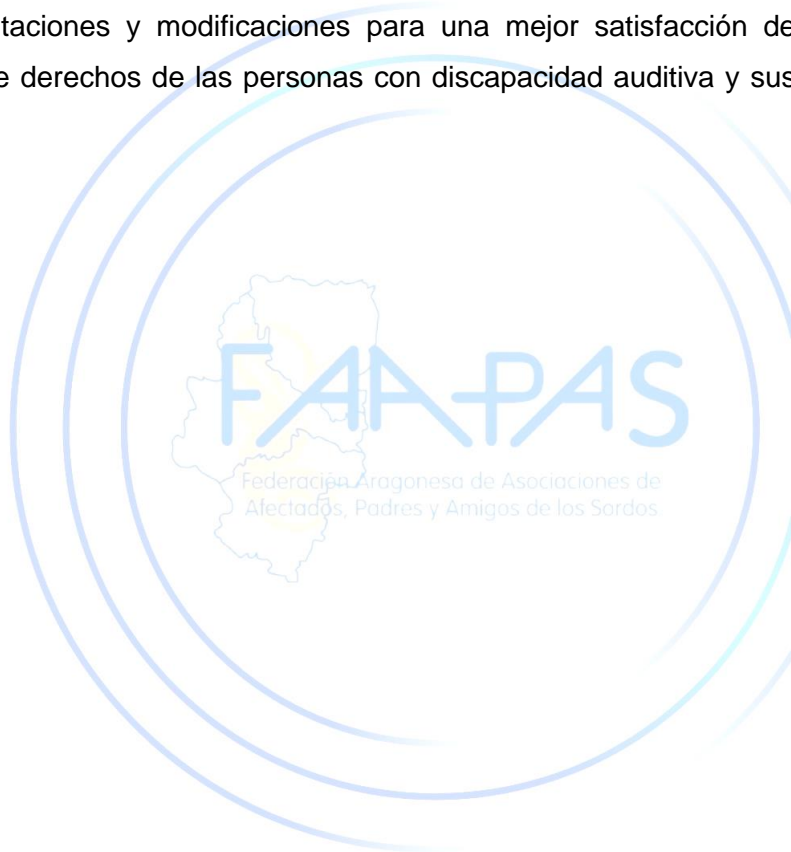 taciones y modificaciones para una mejor satisfacción de
e derechos de las personas con discapacidad auditiva y sus
FAAPAS
Federación Aragonesa de Asociaciones de
Afectados, Padres y Amigos de los Sordos.